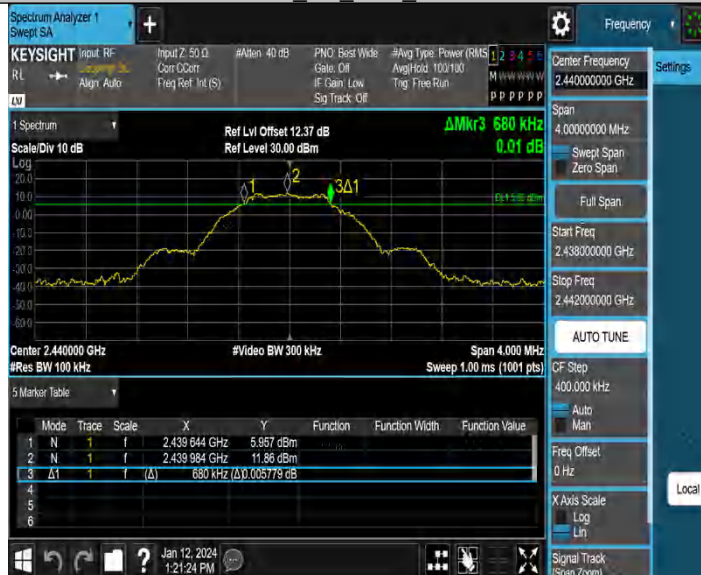 Spectrum Analyzer 1
Swept SA
+
Frequency
KEYSIGHT
RL
LXI
Input: RF
Align: Auto
Input Z: 50 Ω
Corr CCorr
Freq Ref: Int (S)
#Atten: 40 dB
PNO: Best Wide
Gate: Off
IF Gain: Low
Sig Track: Off
#Avg Type: Power (RMS)
Avg|Hold: 100/100
Trig: Free Run
1 2 3 4 5 6
M W W W W W
P P P P P P
1 Spectrum
Scale/Div 10 dB
Ref Lvl Offset 12.37 dB
Ref Level 30.00 dBm
ΔMkr3 680 kHz
0.01 dB
Log
20.0
10.0
0.00
-10.0
-20.0
-30.0
-40.0
-50.0
-60.0
1
2
3Δ1
Center 2.440000 GHz
#Res BW 100 kHz
#Video BW 300 kHz
Span 4.000 MHz
Sweep 1.00 ms (1001 pts)
5 Marker Table
Mode Trace Scale X Y Function Function Width Function Value
1 N 1 f 2.439 644 GHz 5.957 dBm
2 N 1 f 2.439 984 GHz 11.86 dBm
3 Δ1 1 f (Δ) 680 kHz (Δ) 0.005779 dB
4
5
6
?
Jan 12, 2024
1:21:24 PM
Center Frequency
2.440000000 GHz
Span
4.00000000 MHz
Swept Span
Zero Span
Full Span
Start Freq
2.438000000 GHz
Stop Freq
2.442000000 GHz
AUTO TUNE
CF Step
400.000 kHz
Auto
Man
Freq Offset
0 Hz
X Axis Scale
Log
Lin
Signal Track
(Span Zoom)
Settings
Local